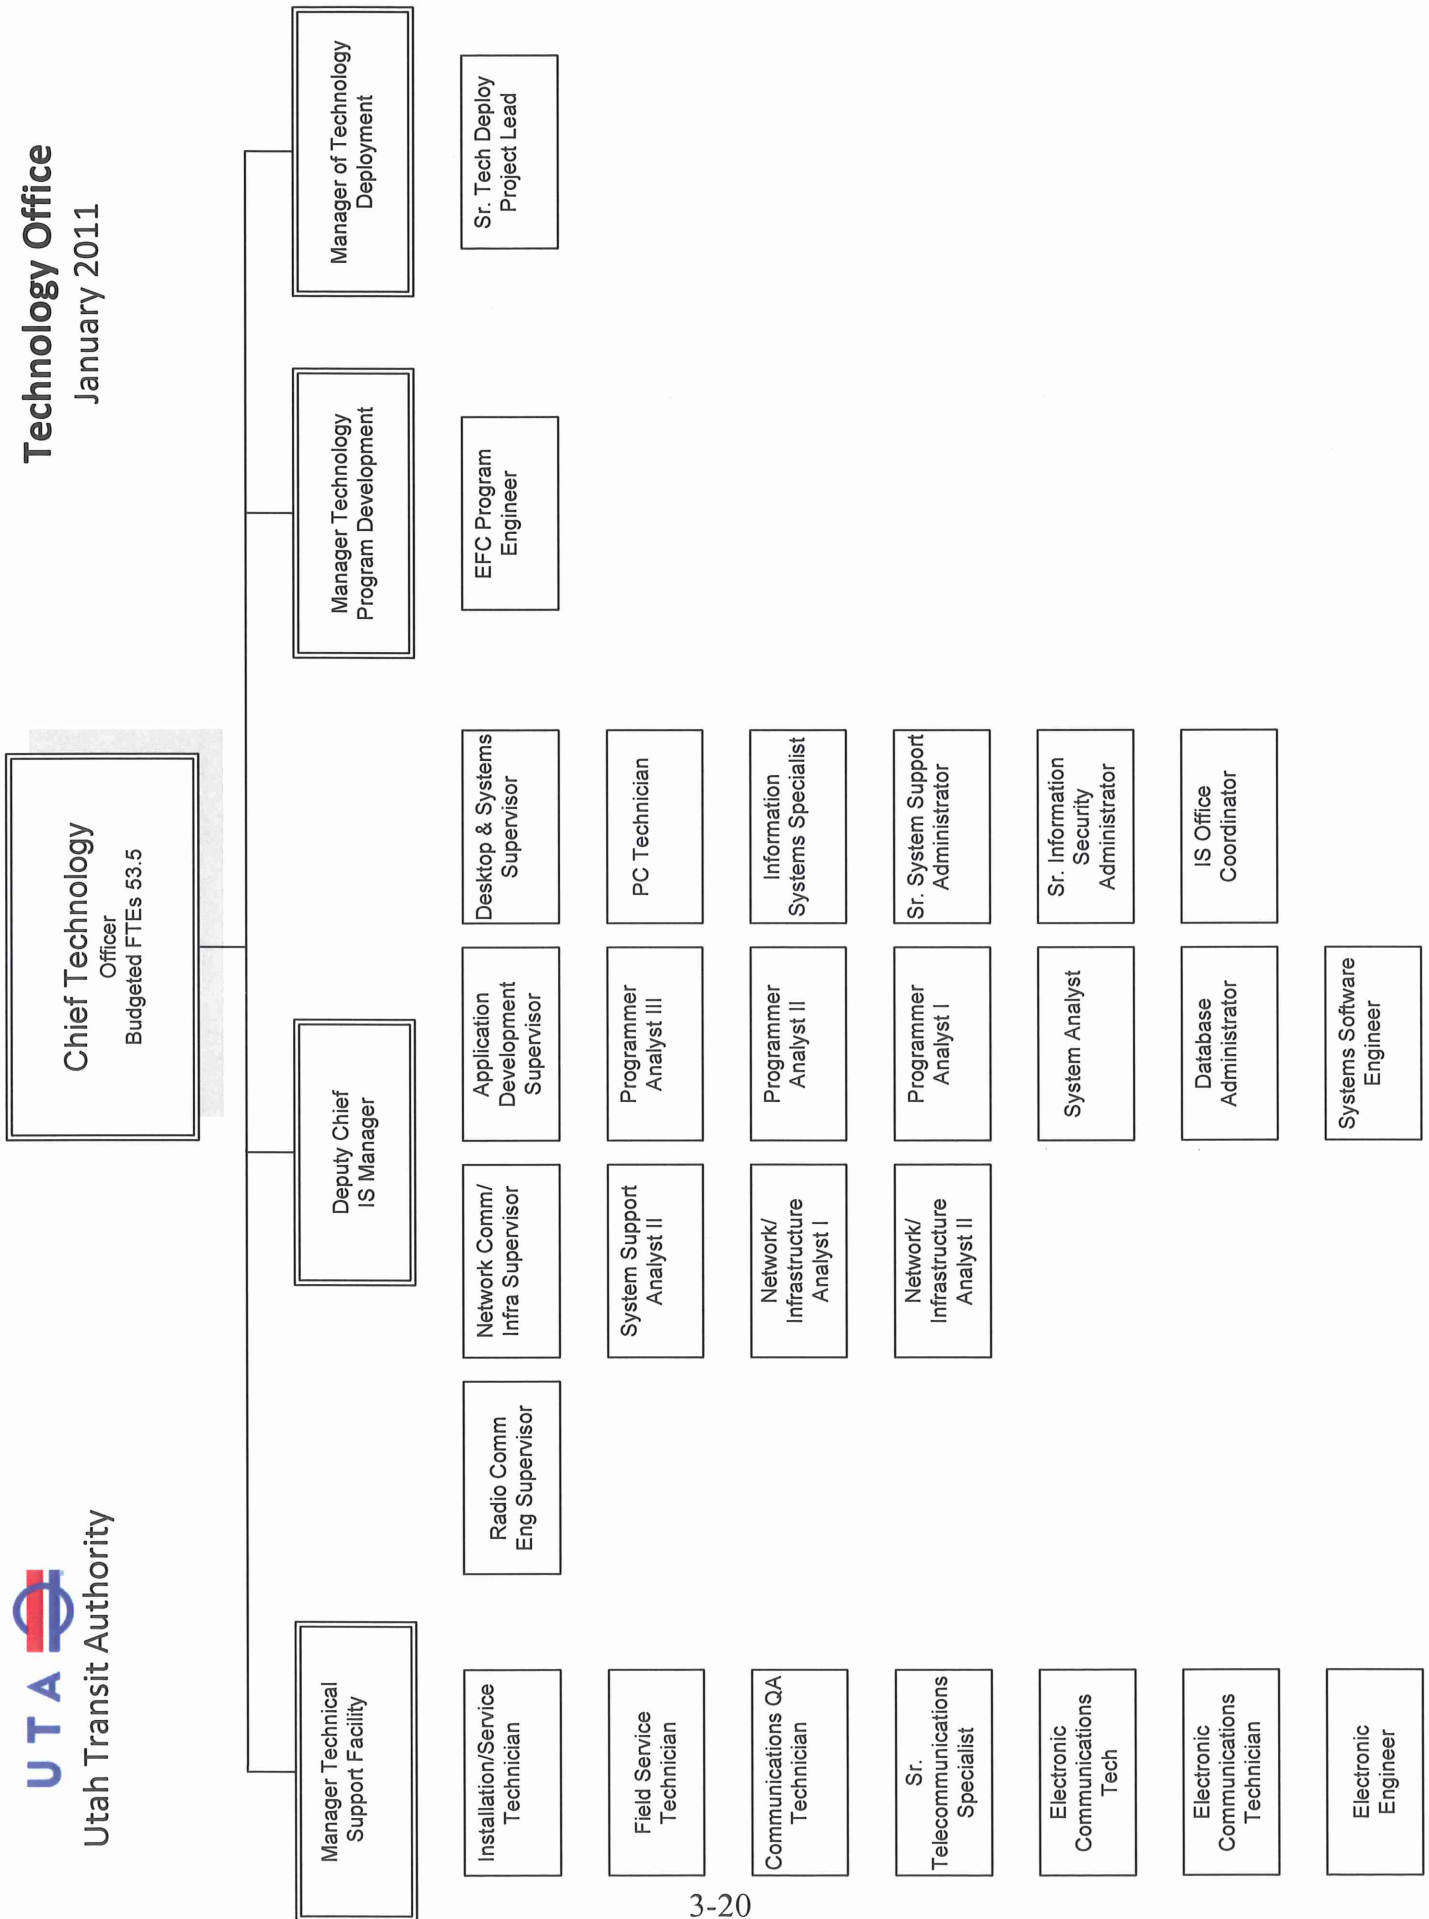 U T A
Utah Transit Authority
Technology Office
January 2011
Chief Technology
Officer
Budgeted FTEs 53.5
Manager Technical
Support Facility
Deputy Chief
IS Manager
Manager Technology
Program Development
Manager of Technology
Deployment
Installation/Service
Technician
Field Service
Technician
Communications QA
Technician
Sr.
Telecommunications
Specialist
Electronic
Communications
Tech
Electronic
Communications
Technician
Electronic
Engineer
Radio Comm
Eng Supervisor
Network Comm/
Infra Supervisor
System Support
Analyst II
Network/
Infrastructure
Analyst I
Network/
Infrastructure
Analyst II
Application
Development
Supervisor
Programmer
Analyst III
Programmer
Analyst II
Programmer
Analyst I
System Analyst
Database
Administrator
Systems Software
Engineer
Desktop & Systems
Supervisor
PC Technician
Information
Systems Specialist
Sr. System Support
Administrator
Sr. Information
Security
Administrator
IS Office
Coordinator
EFC Program
Engineer
Sr. Tech Deploy
Project Lead
3-20